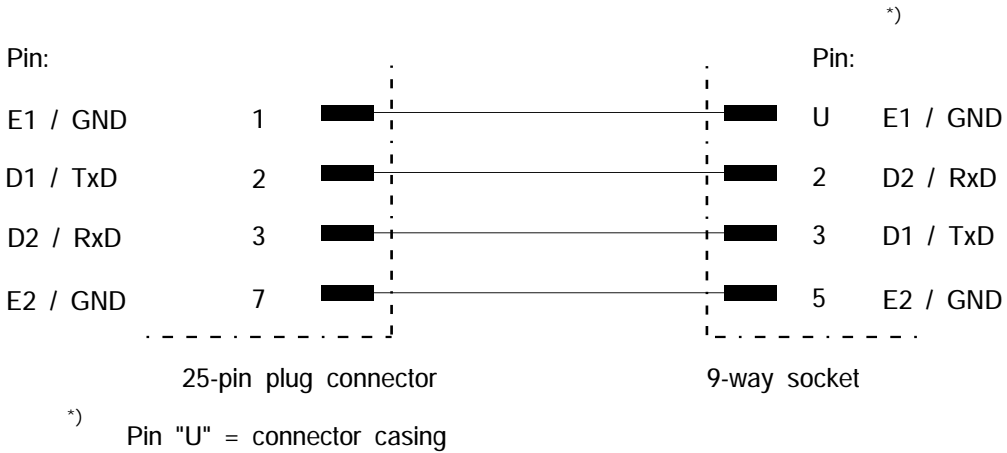 *)
Pin: Pin:
E1 / GND 1 U E1 / GND
D1 / TxD 2 2 D2 / RxD
D2 / RxD 3 3 D1 / TxD
E2 / GND 7 5 E2 / GND
25-pin plug connector 9-way socket
*)
Pin "U" = connector casing